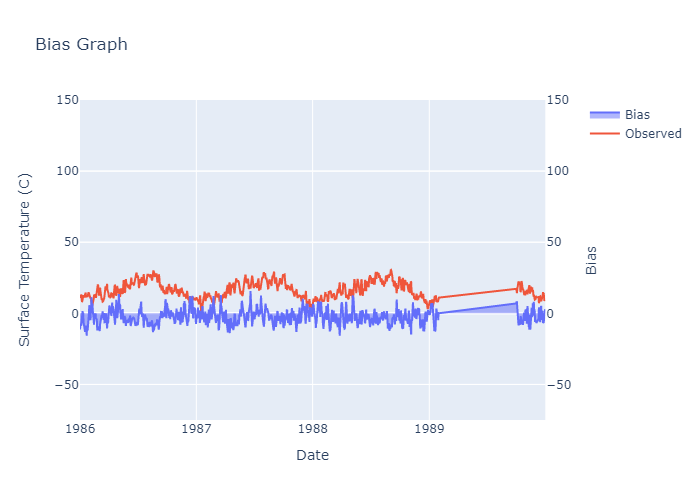 Bias Graph
150
100
50
0
−50
150
100
50
0
−50
1986
1987
1988
1989
Date
Surface Temperature (C)
Bias
Bias
Observed